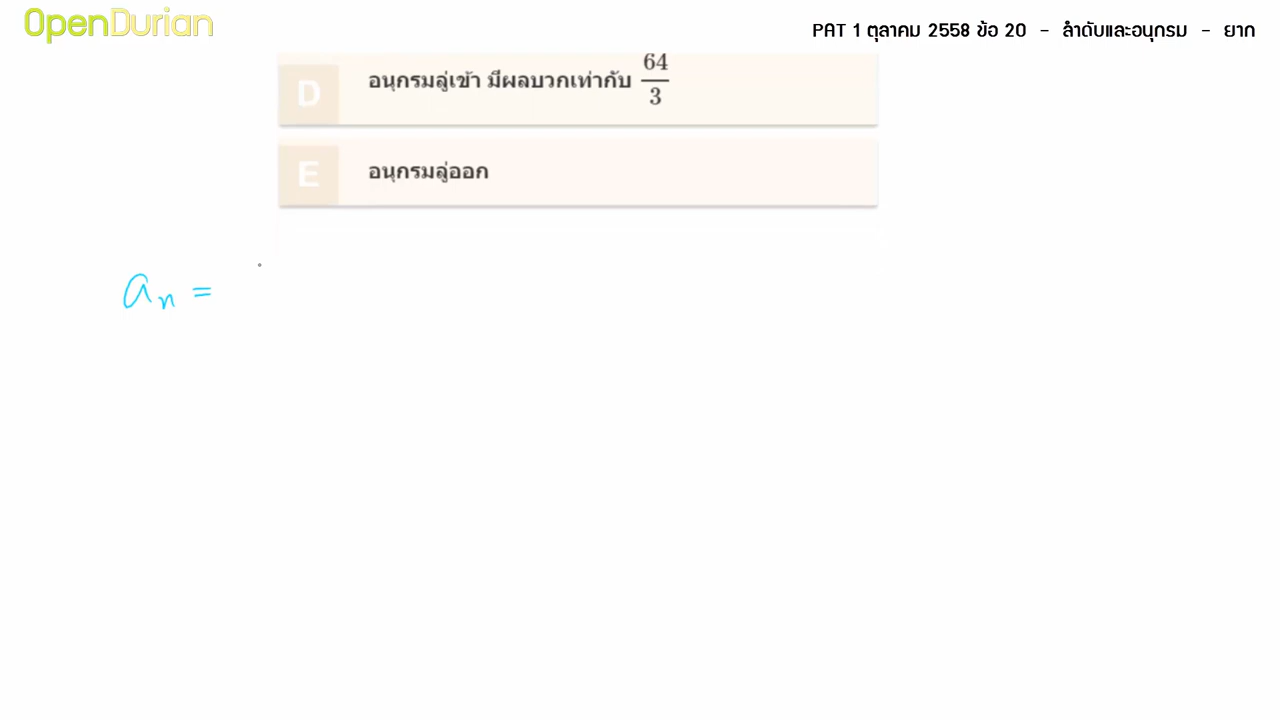 OpenDurian
PAT 1 ตุลาคม 2558 ข้อ 20 - ลำดับและอนุกรม - ยาก
D อนุกรมลู่เข้า มีผลบวกเท่ากับ 64/3
E อนุกรมลู่ออก
aₙ =